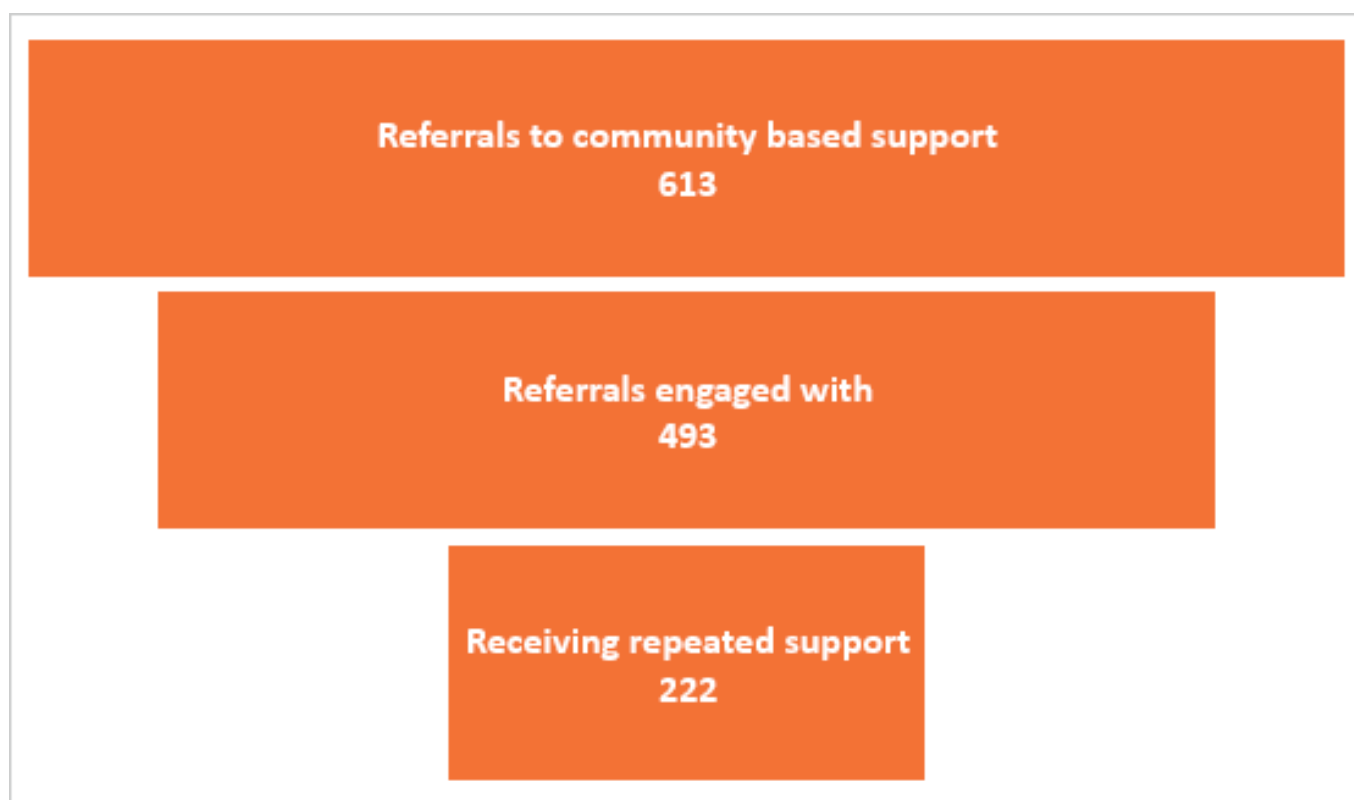 Referrals to community based support
613
Referrals engaged with
493
Receiving repeated support
222